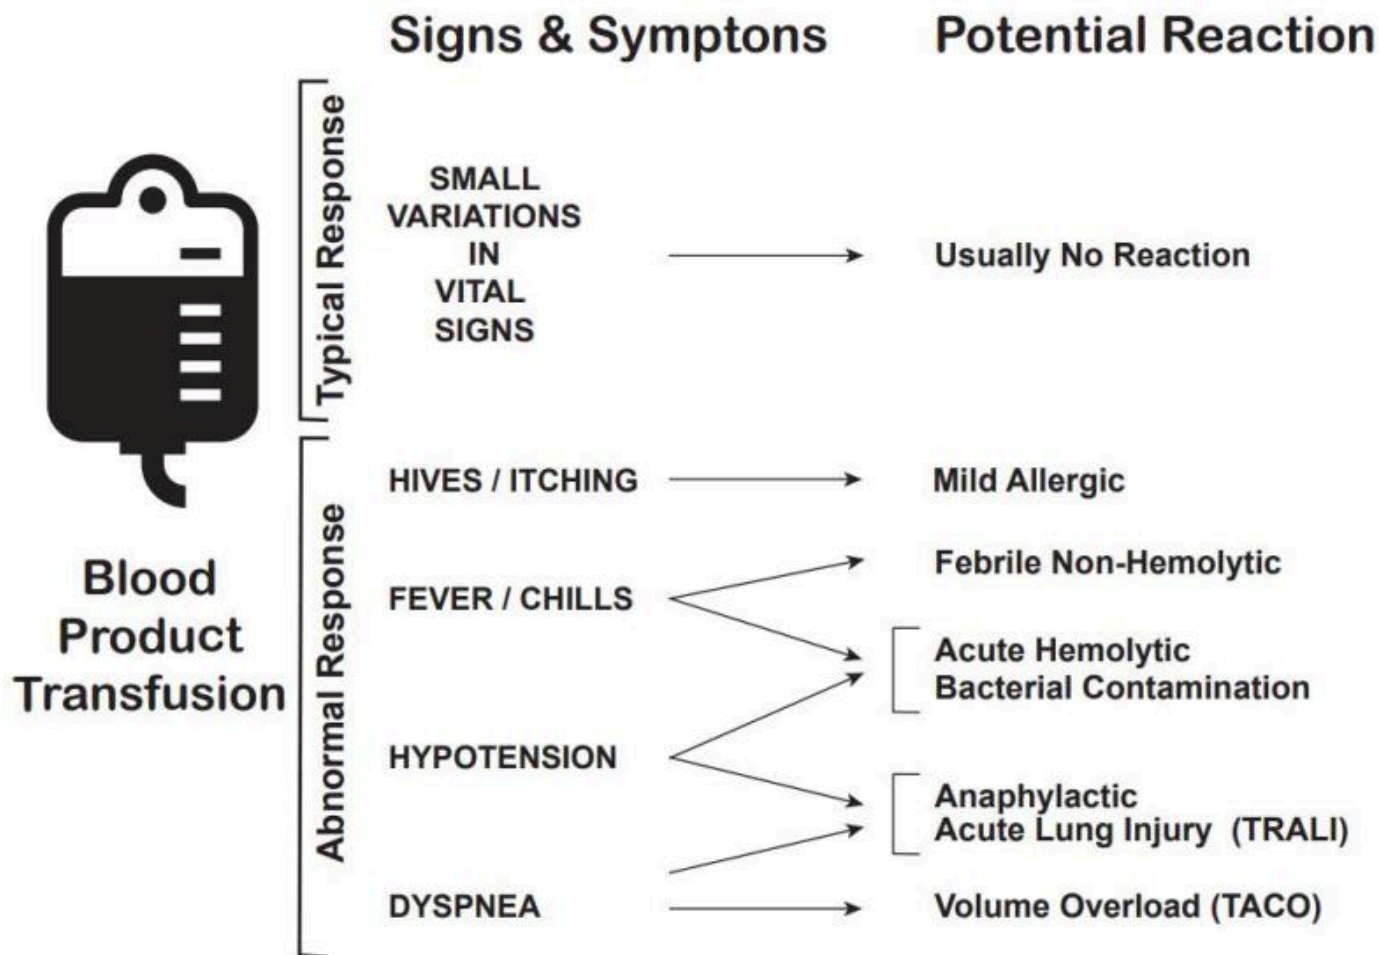 Signs & Symptons
Potential Reaction
Typical Response
SMALL
VARIATIONS
IN
VITAL
SIGNS
Usually No Reaction
Blood
Product
Transfusion
Abnormal Response
HIVES / ITCHING
Mild Allergic
FEVER / CHILLS
Febrile Non-Hemolytic
Acute Hemolytic
Bacterial Contamination
HYPOTENSION
Anaphylactic
Acute Lung Injury (TRALI)
DYSPNEA
Volume Overload (TACO)